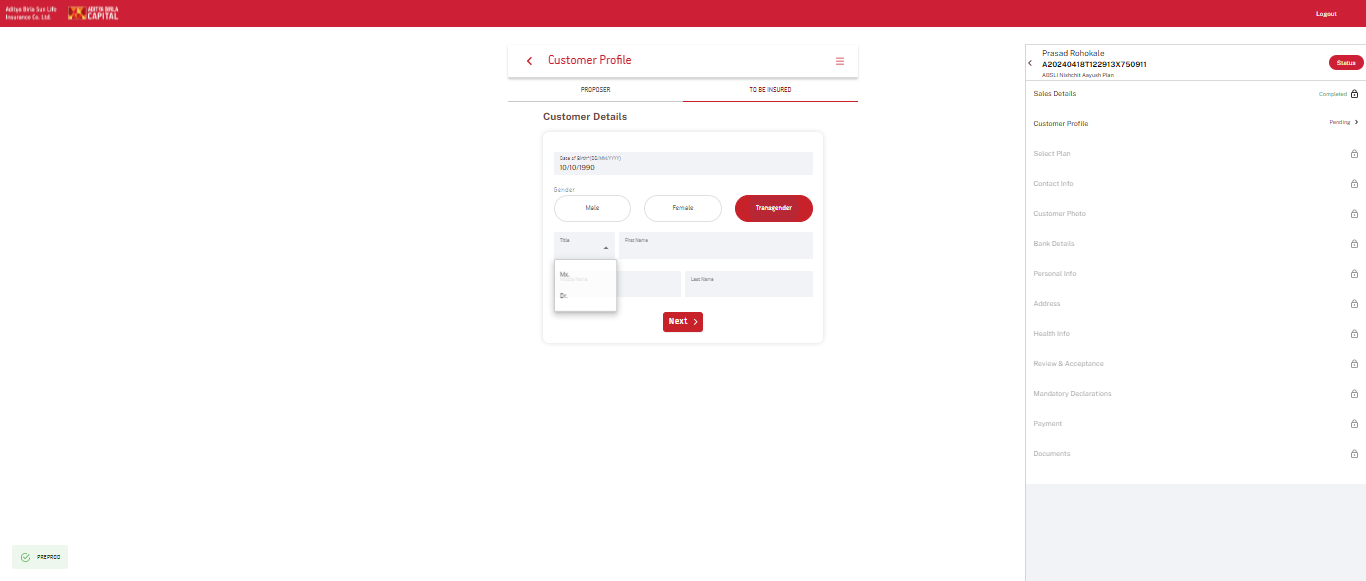 Aditya Birla Sun Life
Insurance Co. Ltd.
ADITYA BIRLA
CAPITAL
Logout
Customer Profile
PROPOSER
TO BE INSURED
Customer Details
Date of Birth*(DD/MM/YYYY)
10/10/1990
Gender
Male
Female
Transgender
Title
First Name
Mx.
Dr.
Last Name
Next
Prasad Rohokale
A20240418T122913X750911
ABSLI Nishchit Aayush Plan
Status
Sales Details
Completed
Customer Profile
Pending
Select Plan
Contact Info
Customer Photo
Bank Details
Personal Info
Address
Health Info
Review & Acceptance
Mandatory Declarations
Payment
Documents
PREPROD